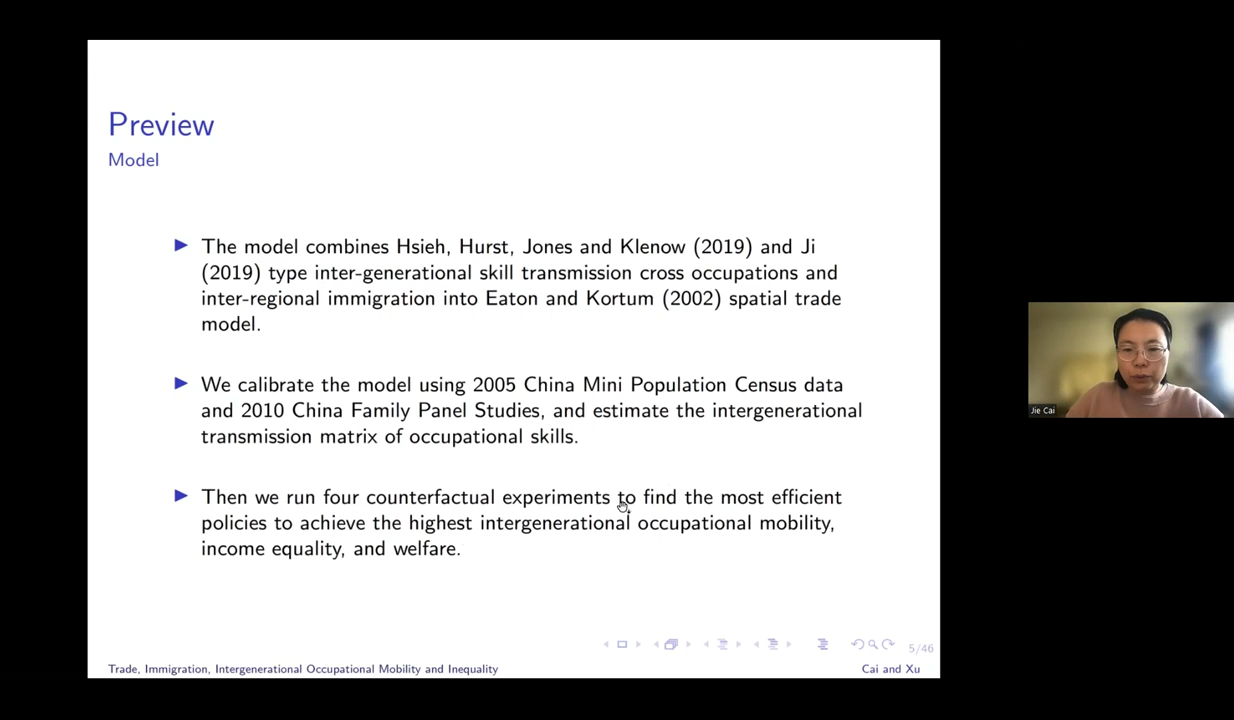 Preview
Model
The model combines Hsieh, Hurst, Jones and Klenow (2019) and Ji
(2019) type inter-generational skill transmission cross occupations and
inter-regional immigration into Eaton and Kortum (2002) spatial trade
model.
We calibrate the model using 2005 China Mini Population Census data
and 2010 China Family Panel Studies, and estimate the intergenerational
transmission matrix of occupational skills.
Then we run four counterfactual experiments to find the most efficient
policies to achieve the highest intergenerational occupational mobility,
income equality, and welfare.
5/46
Trade, Immigration, Intergenerational Occupational Mobility and Inequality
Cai and Xu
Jie Cai